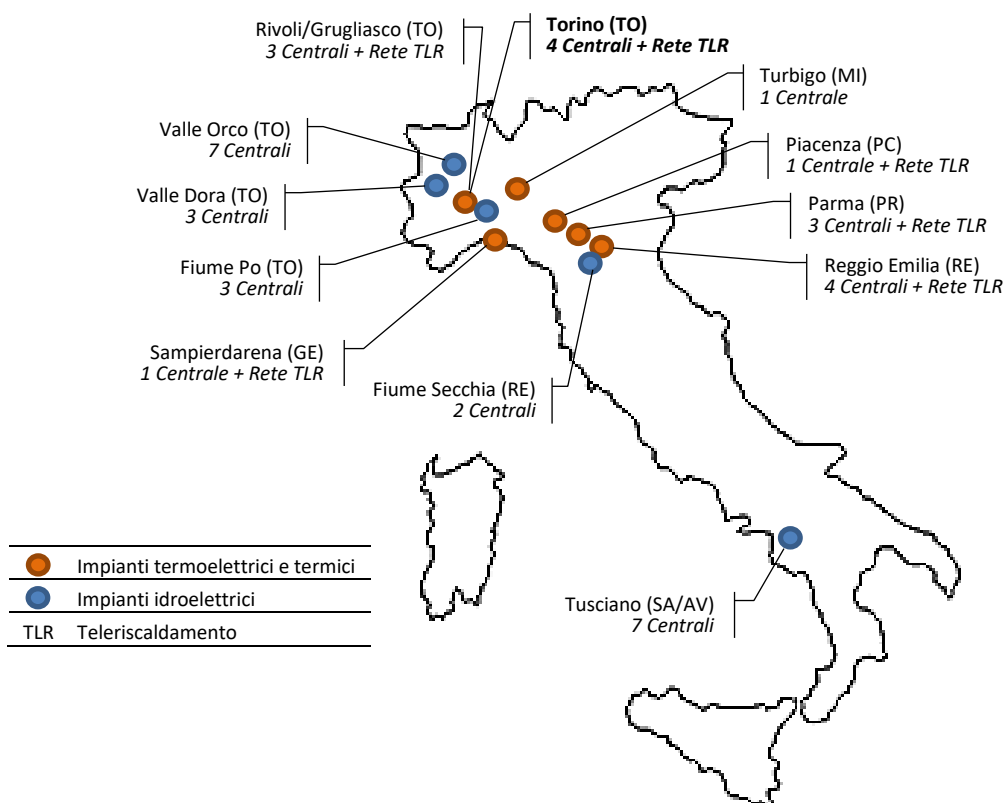 Rivoli/Grugliasco (TO)
3 Centrali + Rete TLR
Torino (TO)
4 Centrali + Rete TLR
Turbigo (MI)
1 Centrale
Valle Orco (TO)
7 Centrali
Piacenza (PC)
1 Centrale + Rete TLR
Valle Dora (TO)
3 Centrali
Parma (PR)
3 Centrali + Rete TLR
Fiume Po (TO)
3 Centrali
Reggio Emilia (RE)
4 Centrali + Rete TLR
Sampierdarena (GE)
1 Centrale + Rete TLR
Fiume Secchia (RE)
2 Centrali
Tusciano (SA/AV)
7 Centrali
Impianti termoelettrici e termici
Impianti idroelettrici
TLR Teleriscaldamento